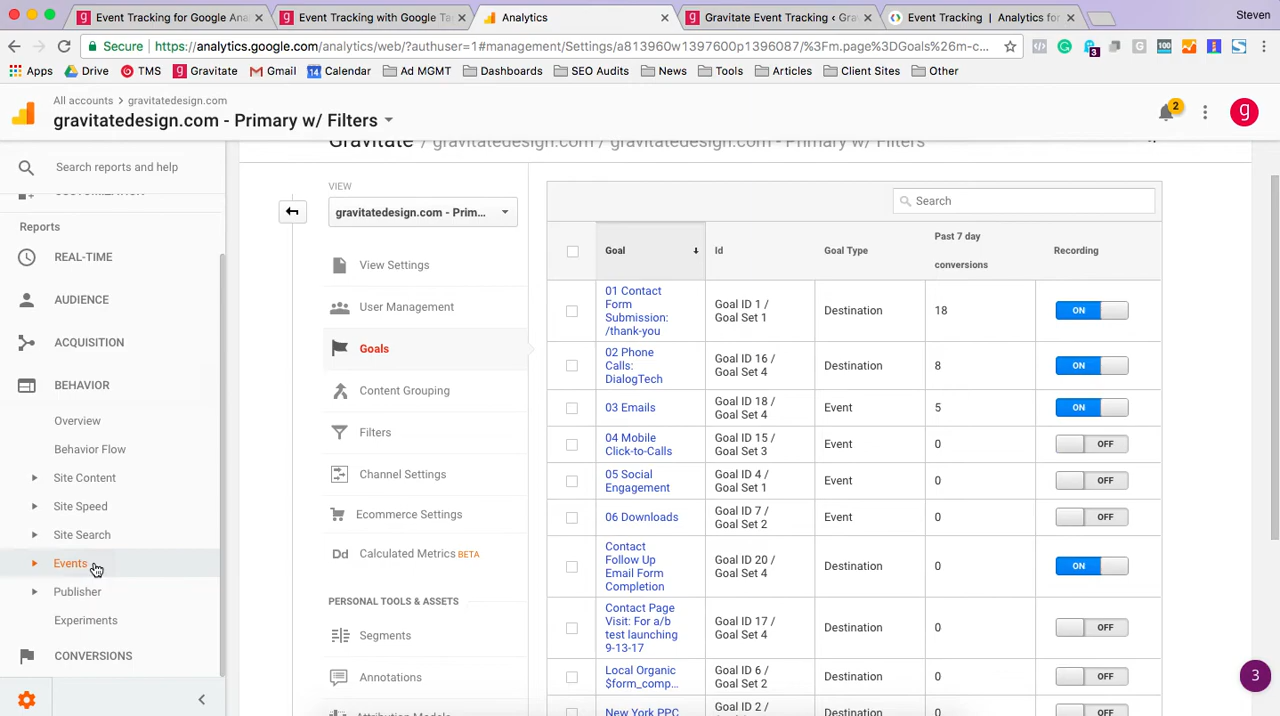 Event Tracking for Google Ana
Event Tracking with Google Ta
Analytics
Gravitate Event Tracking ‹ Gra
Event Tracking | Analytics for
Steven
Secure
https://analytics.google.com/analytics/web/?authuser=1#management/Settings/a813960w1397600p1396087/%3Fm.page%3Dgoals%26m-c...
3
100
Apps
Drive
TMS
Gravitate
Gmail
14
Calendar
Ad MGMT
Dashboards
SEO Audits
News
Tools
Articles
Client Sites
Other
All accounts > gravitatedesign.com
gravitatedesign.com - Primary w/ Filters
2
g
Search reports and help
CUSTOMIZATION
Reports
REAL-TIME
AUDIENCE
ACQUISITION
BEHAVIOR
Overview
Behavior Flow
Site Content
Site Speed
Site Search
Events
Publisher
Experiments
CONVERSIONS
Gravitate / gravitatedesign.com / gravitatedesign.com - Primary w/ Filters
VIEW
gravitatedesign.com - Prim...
View Settings
User Management
Goals
Content Grouping
Filters
Channel Settings
Ecommerce Settings
Dd Calculated Metrics BETA
PERSONAL TOOLS & ASSETS
Segments
Annotations
Attribution Models
Search
Goal
Id
Goal Type
Past 7 day
conversions
Recording
01 Contact
Form
Submission:
/thank-you
Goal ID 1 /
Goal Set 1
Destination
18
ON
02 Phone
Calls:
DialogTech
Goal ID 16 /
Goal Set 4
Destination
8
ON
03 Emails
Goal ID 18 /
Goal Set 4
Event
5
ON
04 Mobile
Click-to-Calls
Goal ID 15 /
Goal Set 3
Event
0
OFF
05 Social
Engagement
Goal ID 4 /
Goal Set 1
Event
0
OFF
06 Downloads
Goal ID 7 /
Goal Set 2
Event
0
OFF
Contact
Follow Up
Email Form
Completion
Goal ID 20 /
Goal Set 4
Destination
0
ON
Contact Page
Visit: For a/b
test launching
9-13-17
Goal ID 17 /
Goal Set 4
Destination
0
OFF
Local Organic
$form_comp...
Goal ID 6 /
Goal Set 2
Destination
0
OFF
New York PPC
Goal ID 2 /
3